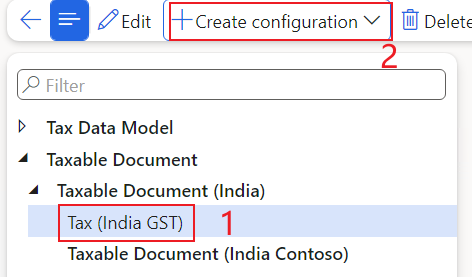 Edit Create configuration Delete
2
Filter
Tax Data Model
Taxable Document
Taxable Document (India)
Tax (India GST) 1
Taxable Document (India Contoso)